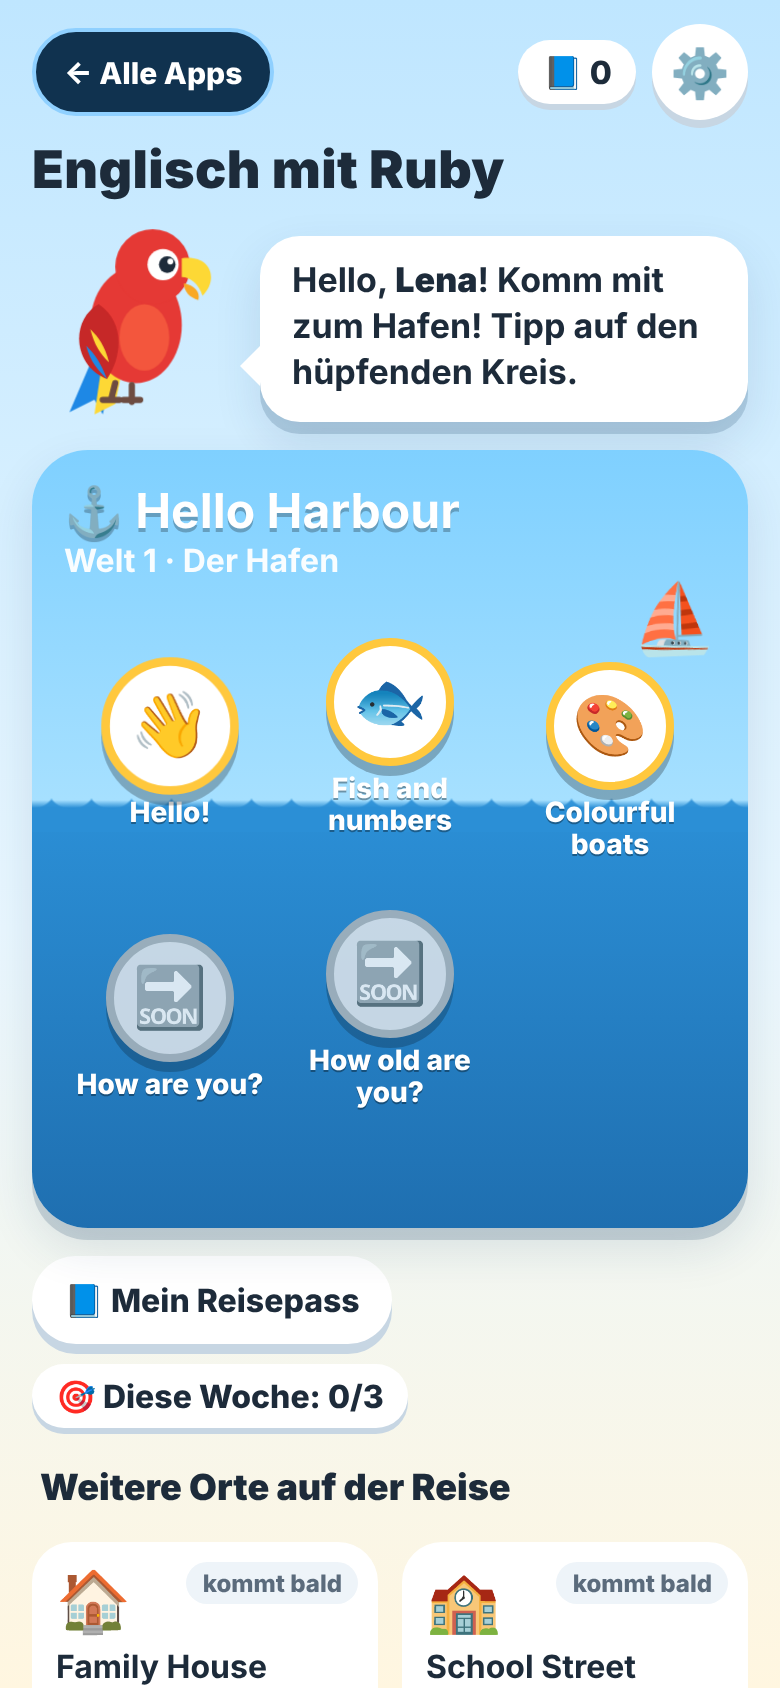 ← Alle Apps
📘 0
Englisch mit Ruby
Hello, Lena! Komm mit
zum Hafen! Tipp auf den
hüpfenden Kreis.
⚓ Hello Harbour
Welt 1 · Der Hafen
Hello!
Fish and
numbers
Colourful
boats
SOON
How are you?
SOON
How old are
you?
📘 Mein Reisepass
🎯 Diese Woche: 0/3
Weitere Orte auf der Reise
kommt bald
Family House
kommt bald
School Street